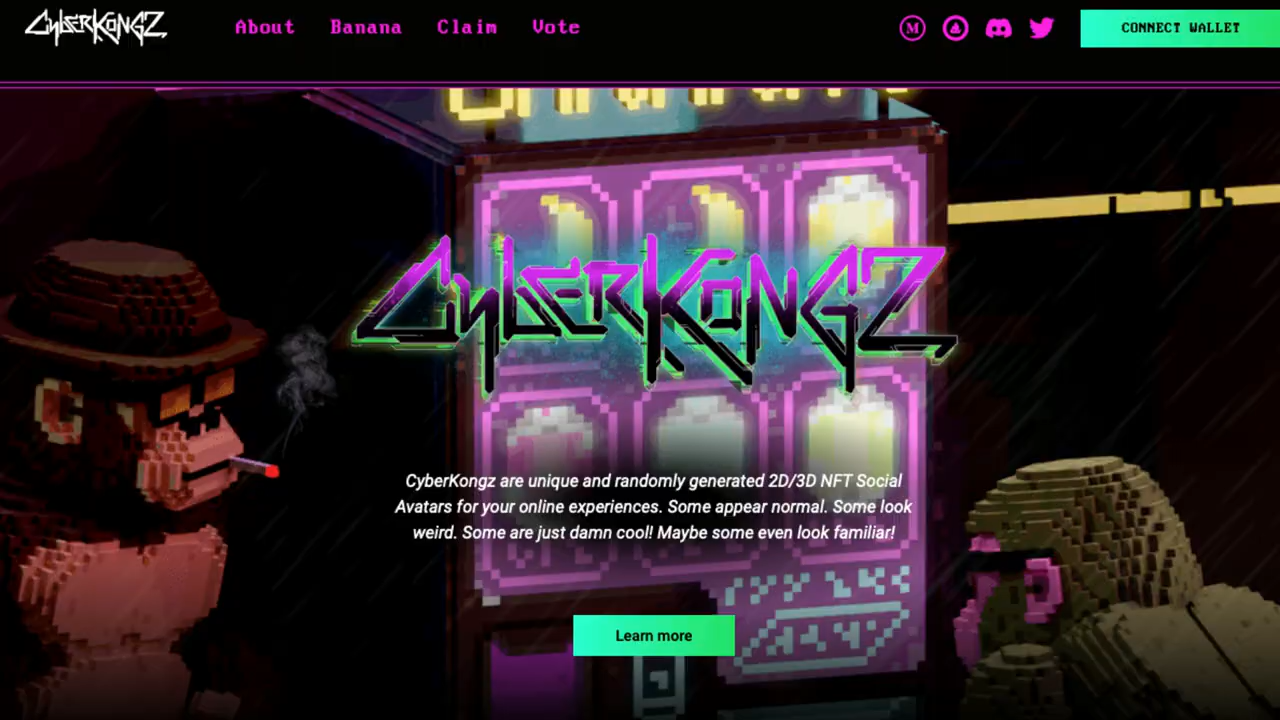 CyberKongz
About Banana Claim Vote
CONNECT WALLET
CyberKongz
CyberKongz are unique and randomly generated 2D/3D NFT Social
Avatars for your online experiences. Some appear normal. Some look
weird. Some are just damn cool! Maybe some even look familiar!
Learn more